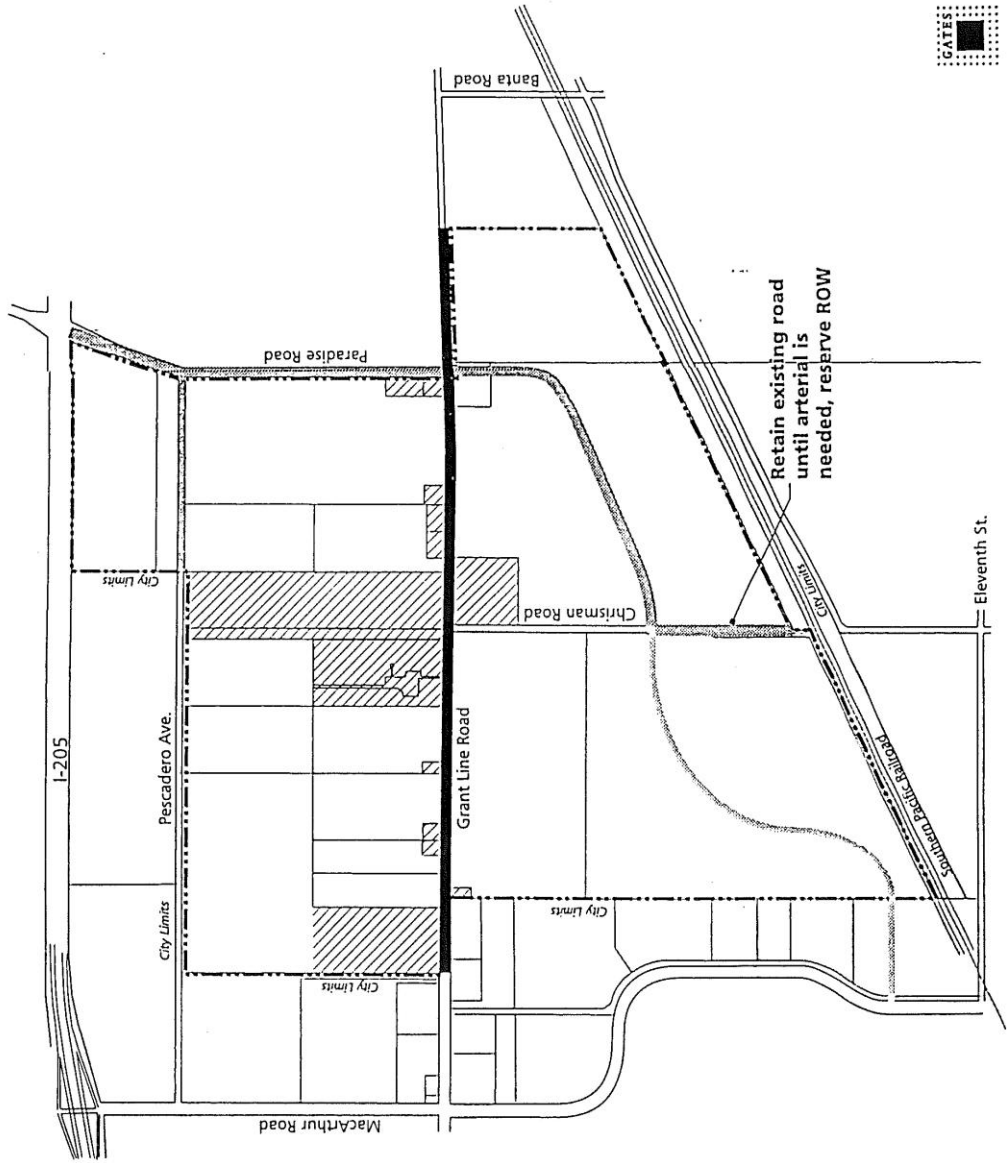 GATES
Banta Road
Paradise Road
I-205
Pescadero Ave.
City Limits
City Limits
City Limits
MacArthur Road
Grant Line Road
Chrisman Road
City Limits
Retain existing road
until arterial is
needed, reserve ROW
City Limits
Southern Pacific Railroad
Eleventh St.